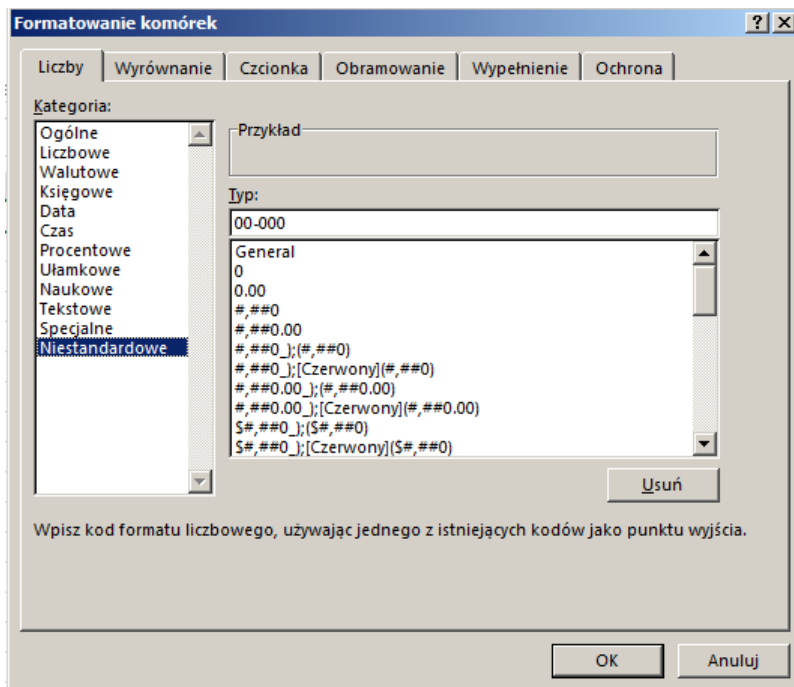 Formatowanie komórek
Liczby Wyrównanie Czcionka Obramowanie Wypełnienie Ochrona
Kategoria:
Ogólne
Liczbowe
Walutowe
Księgowe
Data
Czas
Procentowe
Ułamkowe
Naukowe
Tekstowe
Specjalne
Niestandardowe
Przykład
Typ:
00-000
General
0
0.00
#,##0
#,##0.00
#,##0_);(#,##0)
#,##0_);[Czerwony](#,##0)
#,##0.00_);(#,##0.00)
#,##0.00_);[Czerwony](#,##0.00)
$#,##0_);($#,##0)
$#,##0_);[Czerwony]($#,##0)
Usuń
Wpisz kod formatu liczbowego, używając jednego z istniejących kodów jako punktu wyjścia.
OK Anuluj